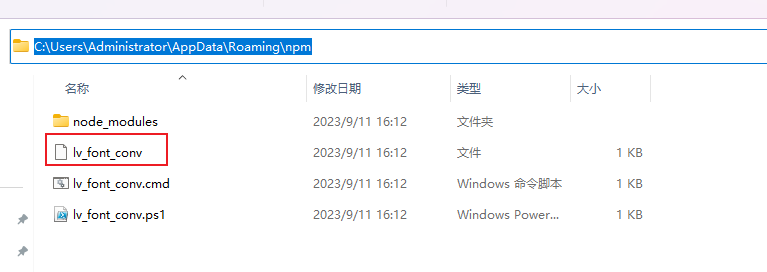 C:\Users\Administrator\AppData\Roaming\npm
名称 修改日期 类型 大小
node_modules 2023/9/11 16:12 文件夹
lv_font_conv 2023/9/11 16:12 文件 1 KB
lv_font_conv.cmd 2023/9/11 16:12 Windows 命令脚本 1 KB
lv_font_conv.ps1 2023/9/11 16:12 Windows Power... 1 KB